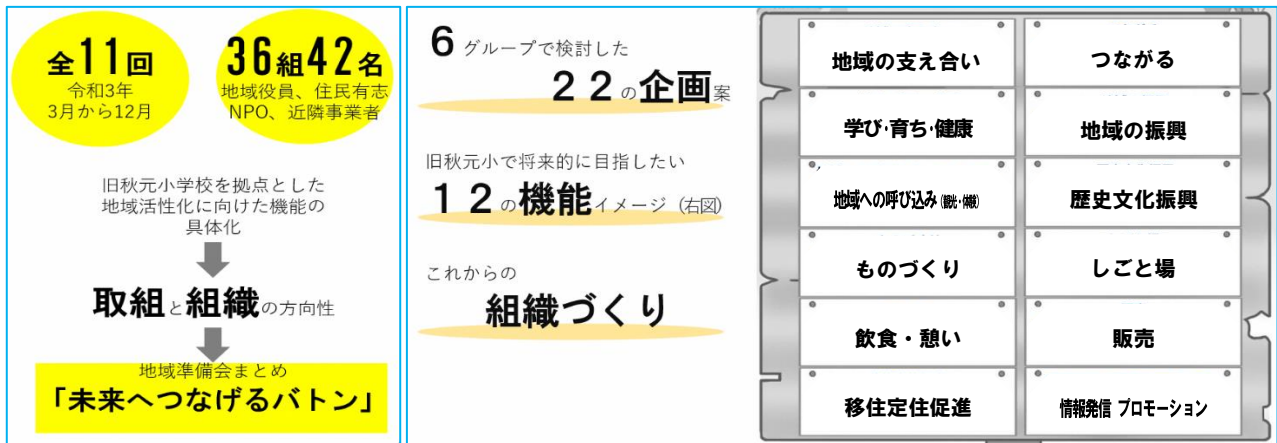 全11回
令和3年
3月から12月
36組42名
地域役員、住民有志
NPO、近隣事業者
旧秋元小学校を拠点とした
地域活性化に向けた機能の
具体化
取組と組織の方向性
地域準備会まとめ
「未来へつなげるバトン」
6グループで検討した
22の企画案
旧秋元小で将来的に目指したい
12の機能イメージ（右図）
これからの
組織づくり
地域の支え合い
つながる
学び・育ち・健康
地域の振興
地域への呼び込み（観光・体験）
歴史文化振興
ものづくり
しごと場
飲食・憩い
販売
移住定住促進
情報発信 プロモーション